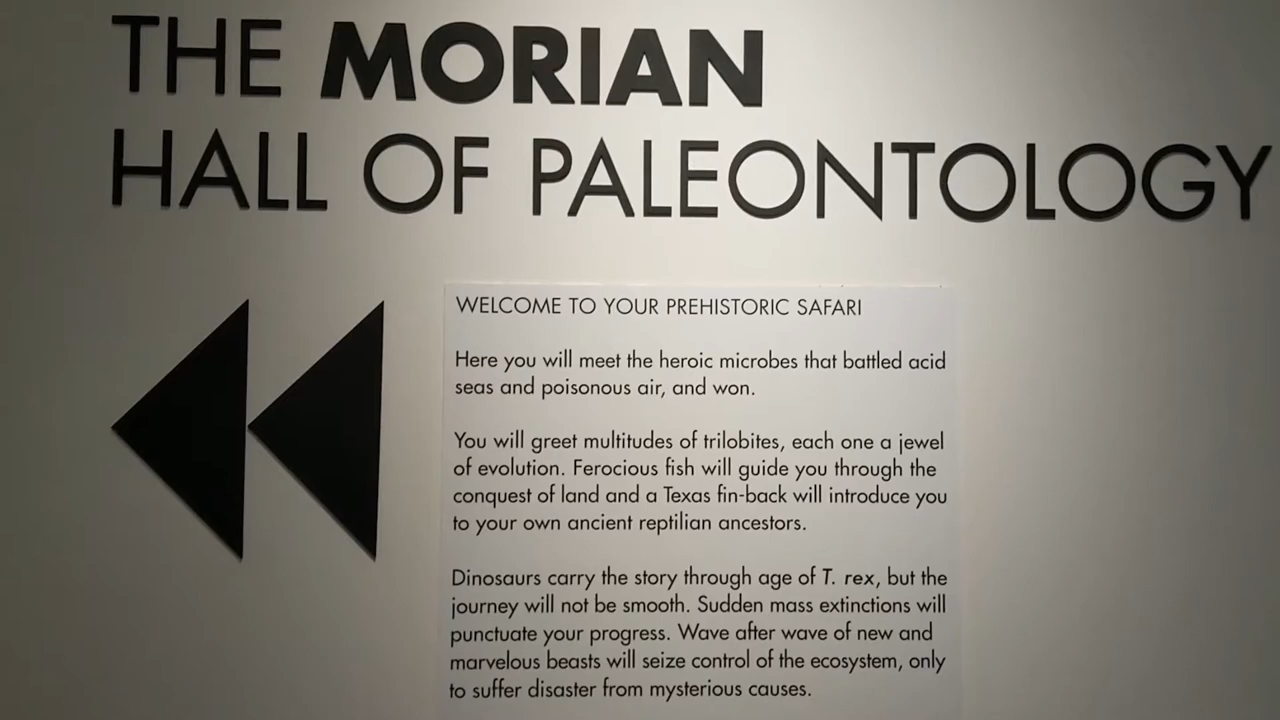 THE MORIAN
HALL OF PALEONTOLOGY
WELCOME TO YOUR PREHISTORIC SAFARI
Here you will meet the heroic microbes that battled acid
seas and poisonous air, and won.
You will greet multitudes of trilobites, each one a jewel
of evolution. Ferocious fish will guide you through the
conquest of land and a Texas fin-back will introduce you
to your own ancient reptilian ancestors.
Dinosaurs carry the story through age of T. rex, but the
journey will not be smooth. Sudden mass extinctions will
punctuate your progress. Wave after wave of new and
marvelous beasts will seize control of the ecosystem, only
to suffer disaster from mysterious causes.